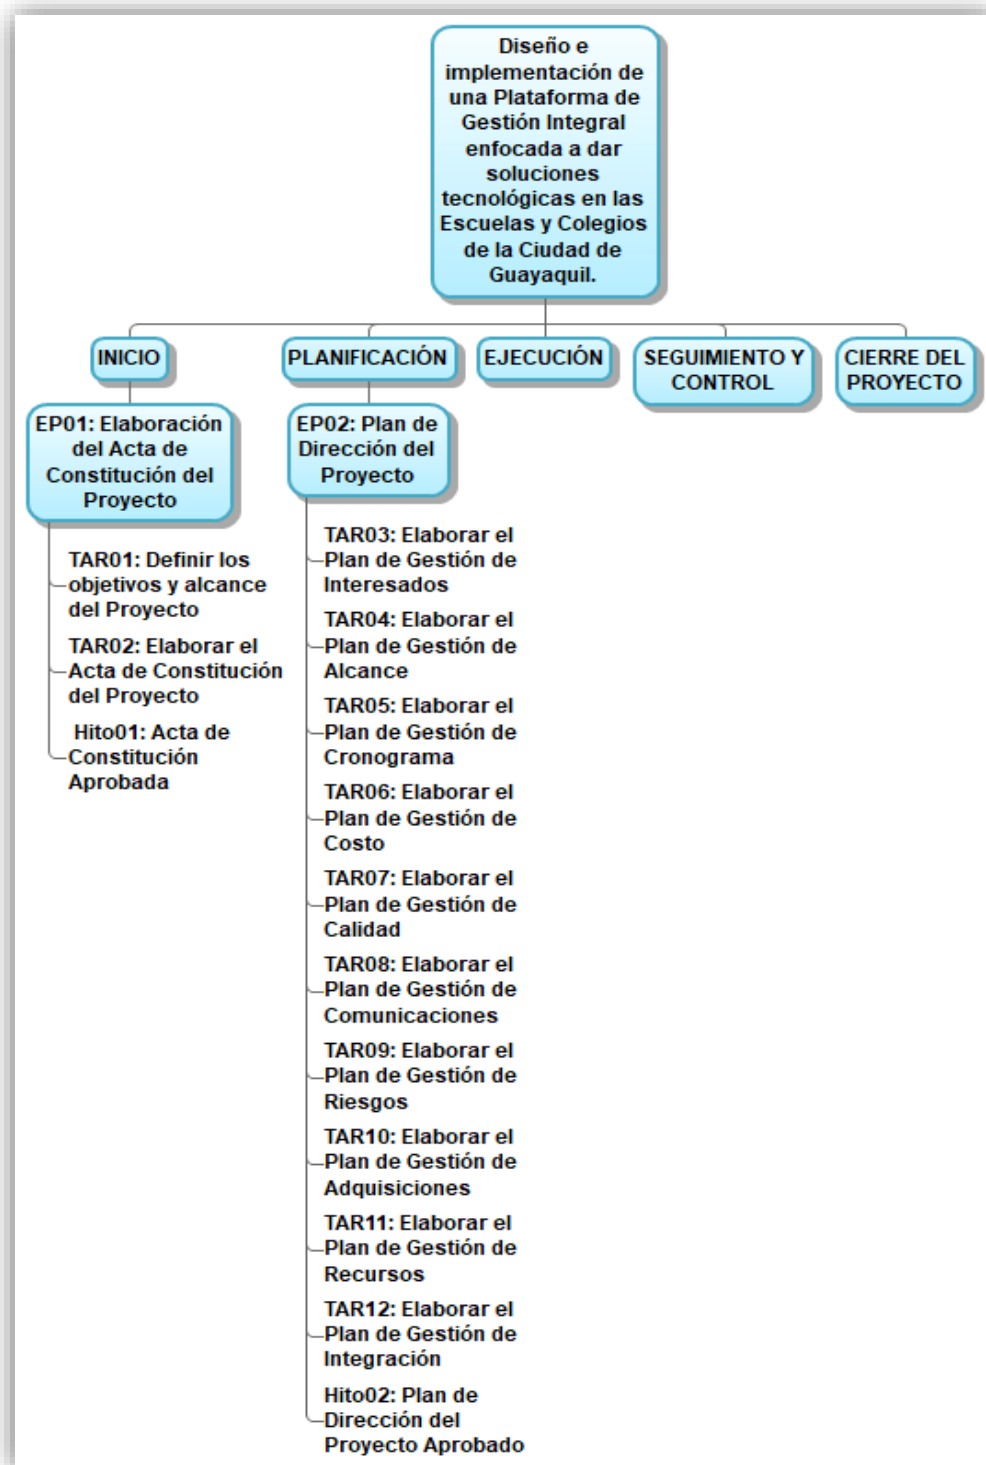 Diseño e
implementación de
una Plataforma de
Gestión Integral
enfocada a dar
soluciones
tecnológicas en las
Escuelas y Colegios
de la Ciudad de
Guayaquil.
INICIO
PLANIFICACIÓN
EJECUCIÓN
SEGUIMIENTO Y
CONTROL
CIERRE DEL
PROYECTO
EP01: Elaboración
del Acta de
Constitución del
Proyecto
TAR01: Definir los
objetivos y alcance
del Proyecto
TAR02: Elaborar el
Acta de Constitución
del Proyecto
Hito01: Acta de
Constitución
Aprobada
EP02: Plan de
Dirección del
Proyecto
TAR03: Elaborar el
Plan de Gestión de
Interesados
TAR04: Elaborar el
Plan de Gestión de
Alcance
TAR05: Elaborar el
Plan de Gestión de
Cronograma
TAR06: Elaborar el
Plan de Gestión de
Costo
TAR07: Elaborar el
Plan de Gestión de
Calidad
TAR08: Elaborar el
Plan de Gestión de
Comunicaciones
TAR09: Elaborar el
Plan de Gestión de
Riesgos
TAR10: Elaborar el
Plan de Gestión de
Adquisiciones
TAR11: Elaborar el
Plan de Gestión de
Recursos
TAR12: Elaborar el
Plan de Gestión de
Integración
Hito02: Plan de
Dirección del
Proyecto Aprobado